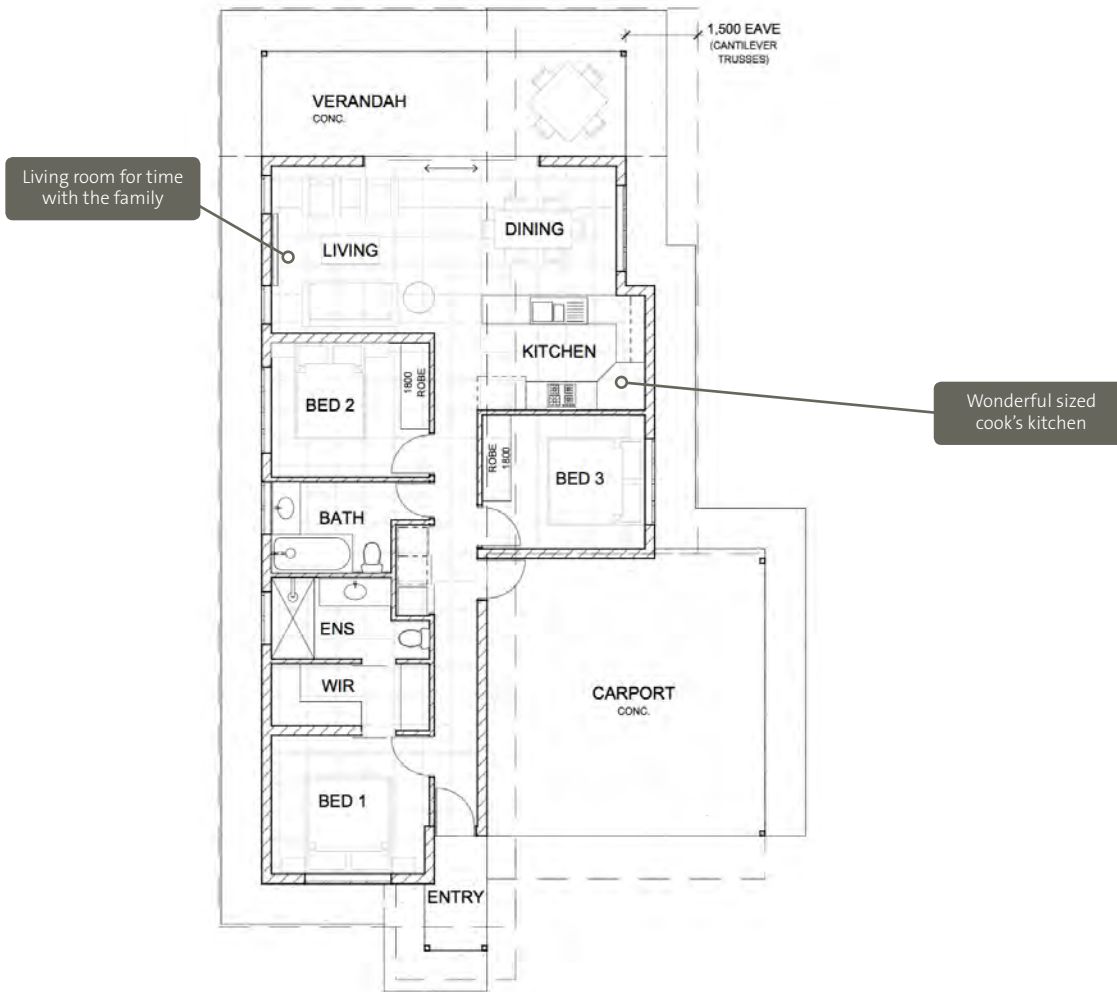 1,500 EAVE
(CANTILEVER
TRUSSES)
VERANDAH
CONC.
Living room for time
with the family
LIVING
DINING
KITCHEN
Wonderful sized
cook's kitchen
BED 2
1800
ROBE
ROBE
1800
BED 3
BATH
ENS
WIR
CARPORT
CONC.
BED 1
ENTRY